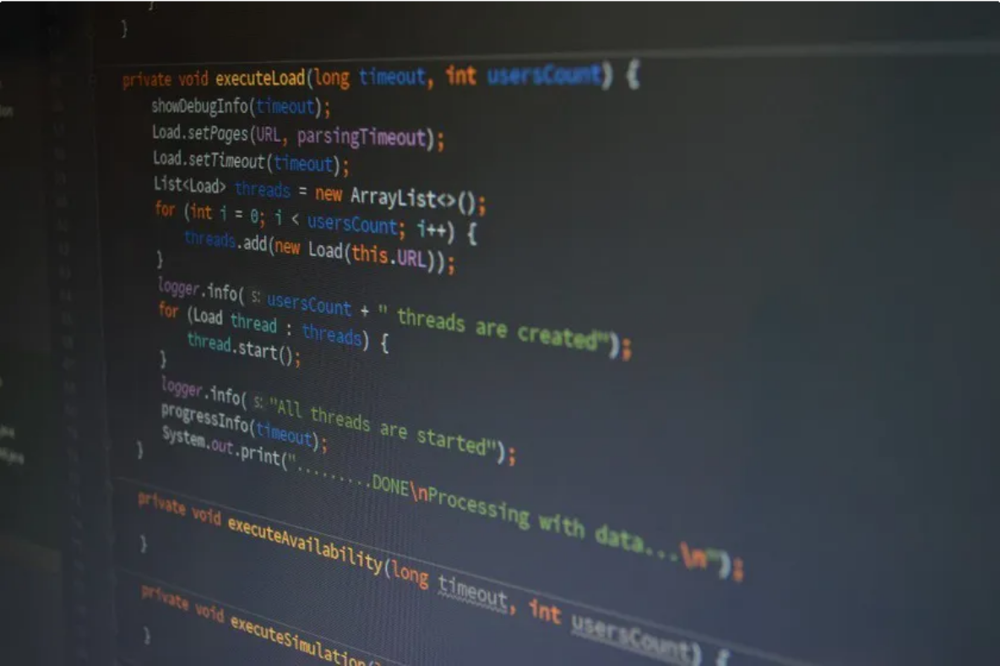 }
private void executeLoad(long timeout, int usersCount) {
showDebugInfo(timeout);
Load.setPages(URL, parsingTimeout);
Load.setTimeout(timeout);
List<Load> threads = new ArrayList<>();
for (int i = 0; i < usersCount; i++) {
threads.add(new Load(this.URL));
}
logger.info( s: usersCount + " threads are created");
for (Load thread : threads) {
thread.start();
}
logger.info( s: "All threads are started");
progressInfo(timeout);
System.out.print(".........DONE\nProcessing with data...\n");
}
private void executeAvailability(long timeout, int usersCount) {
}
private void executeSimulation(
}